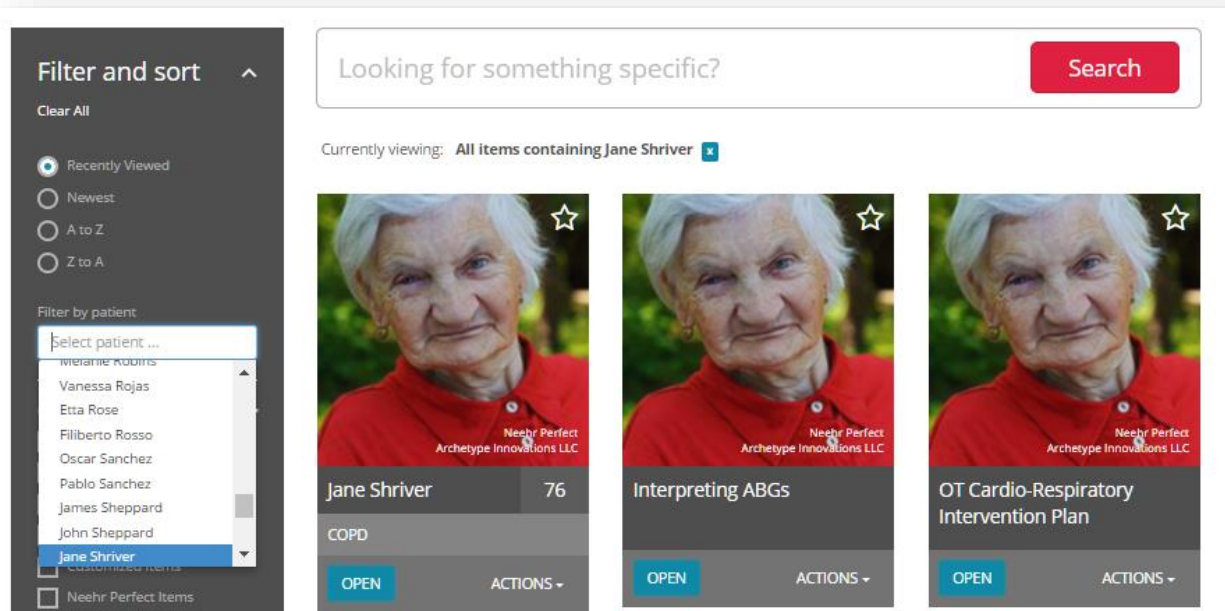 Filter and sort
Clear All
Recently Viewed
Newest
A to Z
Z to A
Filter by patient
Select patient ...
Melanie Robins
Vanessa Rojas
Etta Rose
Filiberto Rosso
Oscar Sanchez
Pablo Sanchez
James Sheppard
John Sheppard
Jane Shriver
Customized Items
Neehr Perfect Items
Looking for something specific?
Search
Currently viewing: All items containing Jane Shriver x
Neehr Perfect
Archetype Innovations LLC
Jane Shriver 76
COPD
OPEN ACTIONS
Neehr Perfect
Archetype Innovations LLC
Interpreting ABGs
OPEN ACTIONS
Neehr Perfect
Archetype Innovations LLC
OT Cardio-Respiratory
Intervention Plan
OPEN ACTIONS